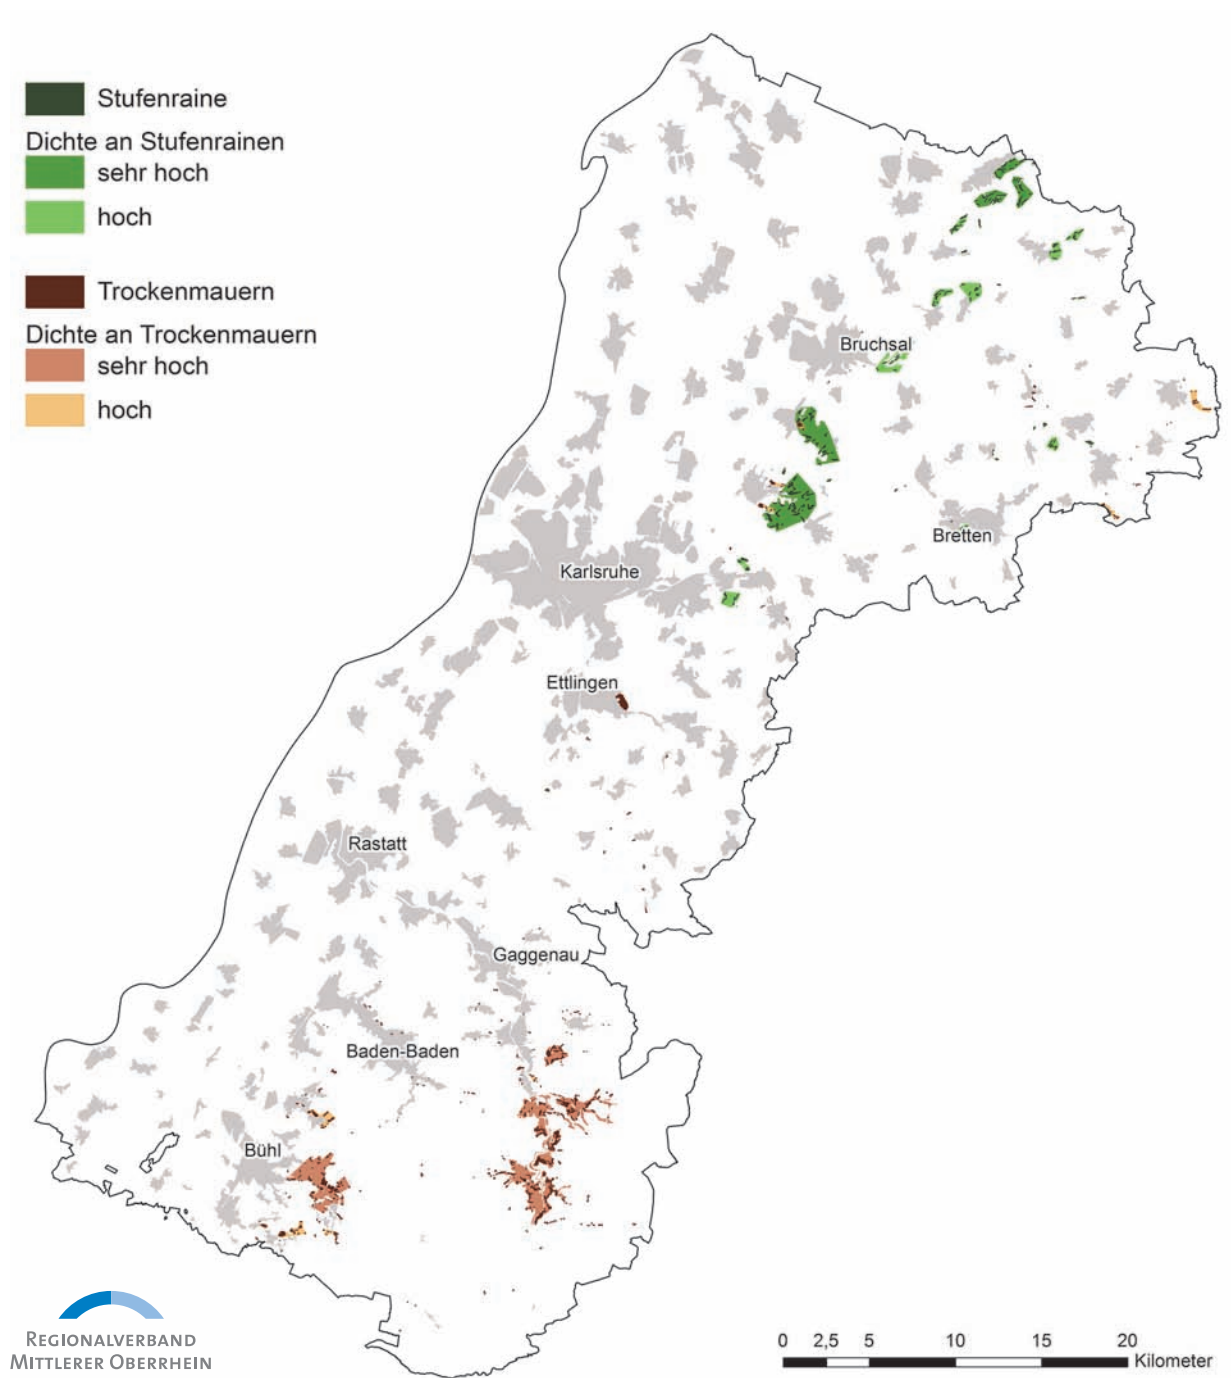 Stufenraine
Dichte an Stufenrainen
sehr hoch
hoch
Trockenmauern
Dichte an Trockenmauern
sehr hoch
hoch
Bruchsal
Bretten
Karlsruhe
Ettlingen
Rastatt
Gaggenau
Baden-Baden
Bühl
REGIONALVERBAND
MITTLERER OBERRHEIN
0 2,5 5 10 15 20
Kilometer